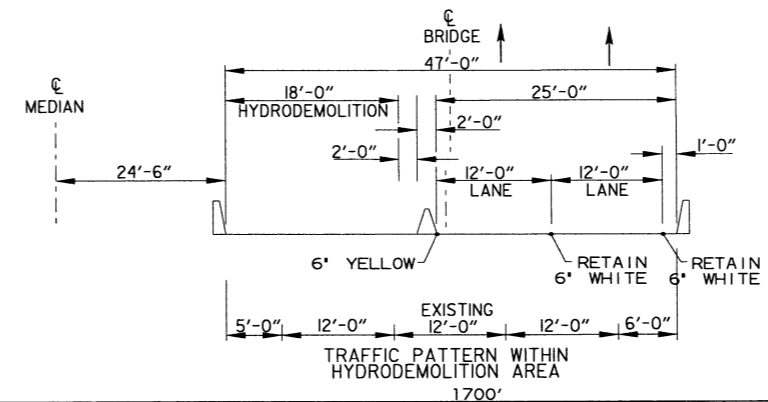 ℄
BRIDGE
47'-0"
℄
MEDIAN
18'-0"
HYDRODEMOLITION
25'-0"
2'-0"
2'-0"
1'-0"
24'-6"
12'-0"
LANE
12'-0"
LANE
6" YELLOW
RETAIN
6" WHITE
RETAIN
6" WHITE
EXISTING
5'-0" 12'-0" 12'-0" 12'-0" 6'-0"
TRAFFIC PATTERN WITHIN
HYDRODEMOLITION AREA
1700'